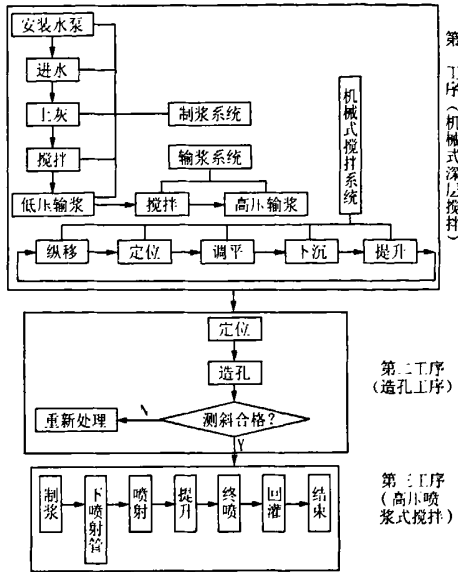 安装水泵
进水
上灰
搅拌
低压输浆
制浆系统
输浆系统
搅拌
高压输浆
机械式搅拌系统
纵移
定位
调平
下沉
提升
第一工序（机械式深层搅拌）
定位
造孔
测斜合格?
N
重新处理
Y
第二工序
(造孔工序)
制浆
下喷射管
喷射
提升
终喷
回灌
结束
第三工序
(高压喷
浆式搅拌)